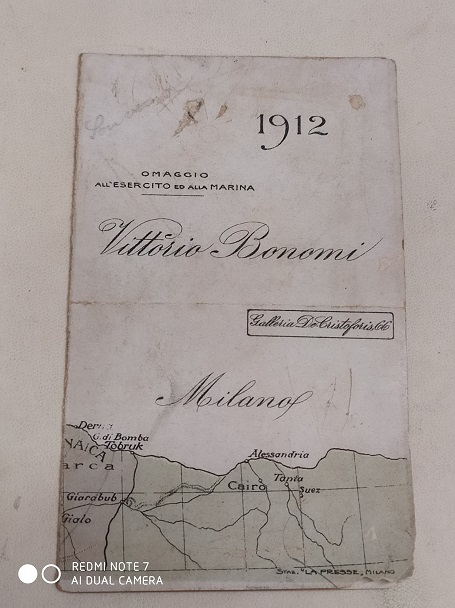 1912
OMAGGIO
ALL'ESERCITO ED ALLA MARINA
Vittorio Bonomi
Galleria De Cristoforis, 66
Milano
Derna
G. di Bomba
Tobruk
NAICA
arca
Alessandria
Cairo
Tanta
Suez
Giarabub
Gialo
STAB. "LA PRESSE", MILANO
REDMI NOTE 7
AI DUAL CAMERA